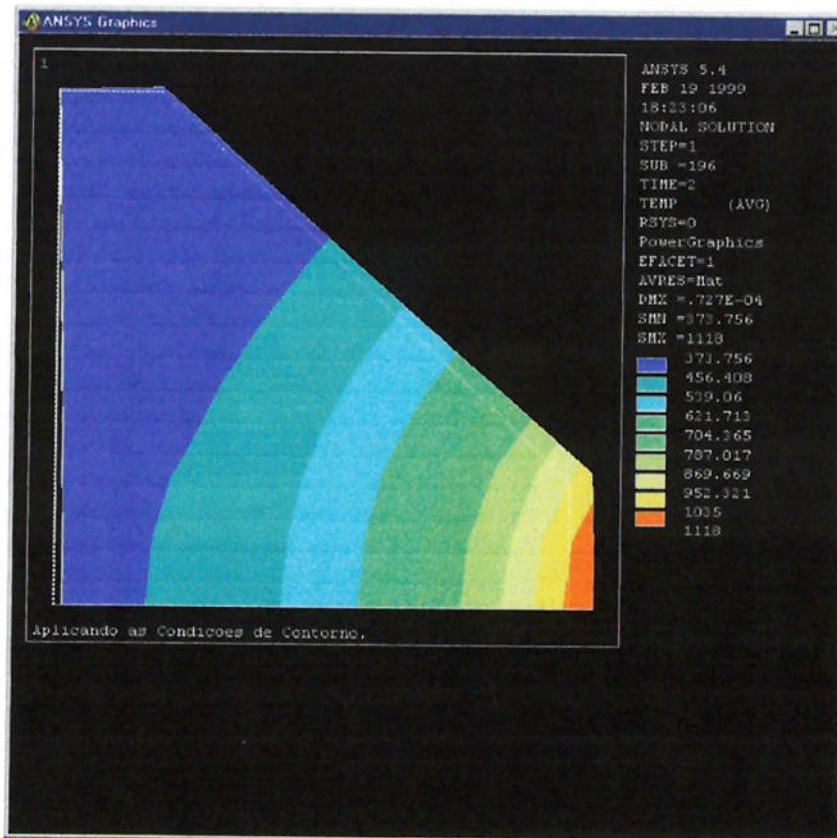 ANSYS Graphics
1
ANSYS 5.4
FEB 19 1999
18:23:06
NODAL SOLUTION
STEP=1
SUB =196
TIME=2
TEMP (AVG)
RSYS=0
PowerGraphics
EFACET=1
AVRES=Mat
DMX =.727E-04
SMN =373.756
SMX =1118
373.756
456.408
539.06
621.713
704.365
787.017
869.669
952.321
1035
1118
Aplicando as Condicoes de Contorno.